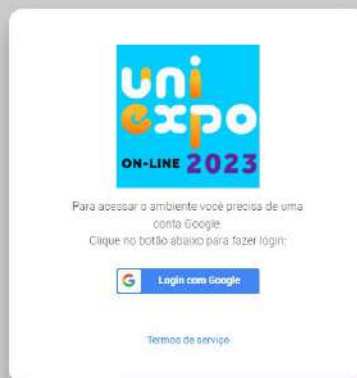 uni
expo
ON-LINE 2023
Para acessar o ambiente você precisa de uma
conta Google.
Clique no botão abaixo para fazer login:
G Login com Google
Termos de serviço